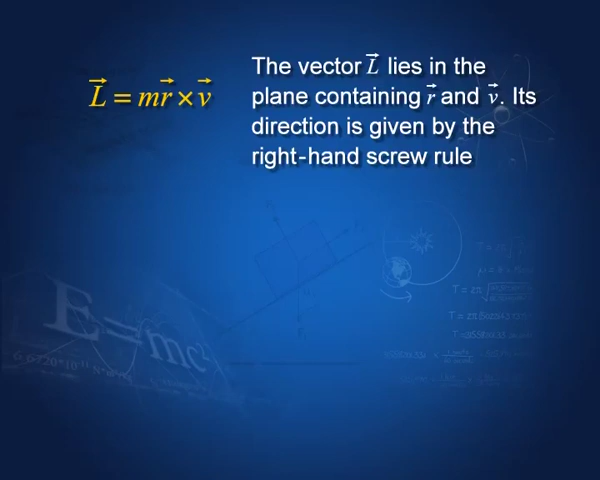 L⃗ = mr⃗ × v⃗
The vector L⃗ lies in the
plane containing r⃗ and v⃗. Its
direction is given by the
right-hand screw rule
E=mc²